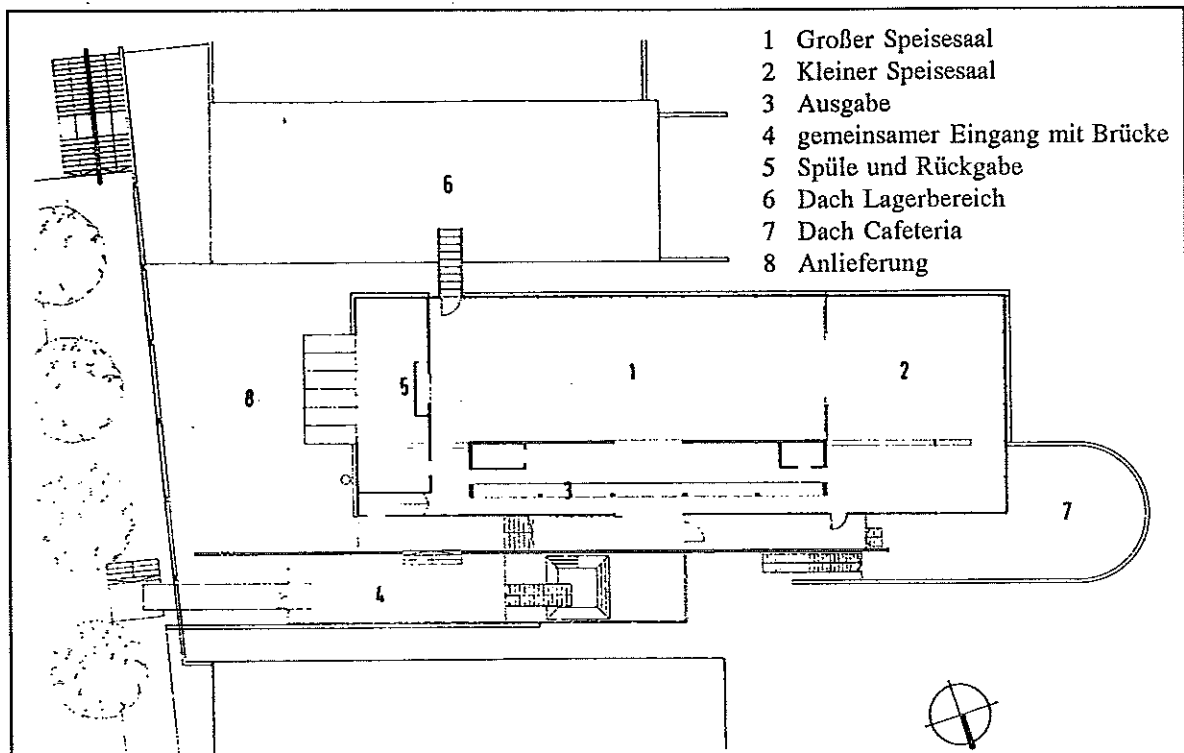 1 Großer Speisesaal
2 Kleiner Speisesaal
3 Ausgabe
4 gemeinsamer Eingang mit Brücke
5 Spüle und Rückgabe
6 Dach Lagerbereich
7 Dach Cafeteria
8 Anlieferung
6
1
2
5
8
3
7
4